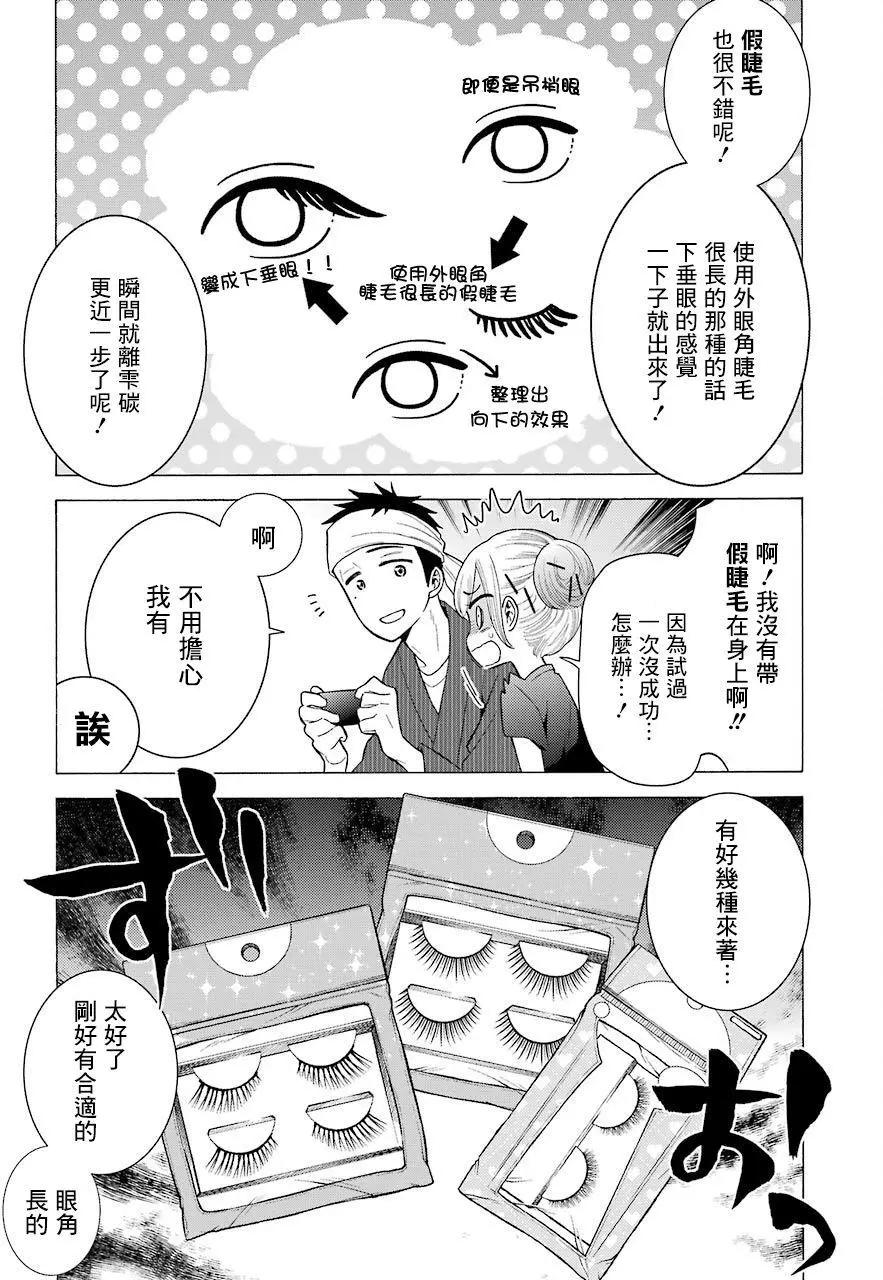 假睫毛
也很不錯呢！
使用外眼角睫毛
很長的那種的話
下垂眼的感覺
一下子就出來了！
即便是吊梢眼
使用外眼角
睫毛很長的假睫毛
整理出
向下的效果
變成下垂眼！！
瞬間就離雫碳
更近一步了呢！
啊！我沒有帶
假睫毛在身上啊!!
因為試過
一次沒成功…
怎麼辦…！
啊
不用擔心
我有
誒
有好幾種來著…
ずおっ
太好了
剛好有合適的
眼角
長的